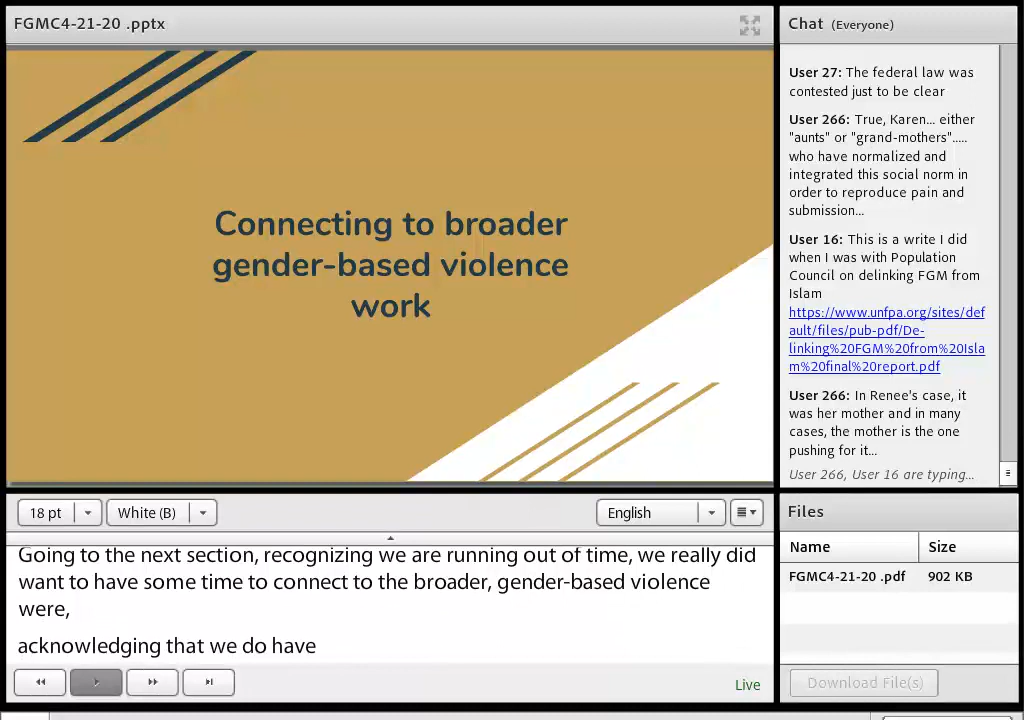 FGMC4-21-20 .pptx
Connecting to broader
gender-based violence
work
Chat (Everyone)
User 27: The federal law was
contested just to be clear
User 266: True, Karen... either
"aunts" or "grand-mothers".....
who have normalized and
integrated this social norm in
order to reproduce pain and
submission...
User 16: This is a write I did
when I was with Population
Council on delinking FGM from
Islam
https://www.unfpa.org/sites/def
ault/files/pub-pdf/De-
linking%20FGM%20from%20Isla
m%20final%20report.pdf
User 266: In Renee's case, it
was her mother and in many
cases, the mother is the one
pushing for it...
User 266, User 16 are typing...
18 pt
White (B)
English
Going to the next section, recognizing we are running out of time, we really did
want to have some time to connect to the broader, gender-based violence
were,
acknowledging that we do have
Live
Files
Name Size
FGMC4-21-20 .pdf 902 KB
Download File(s)